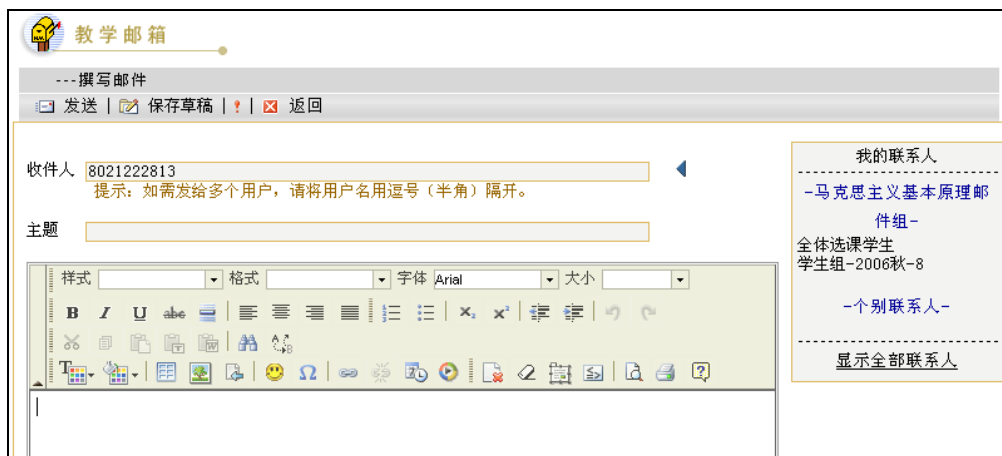 教学邮箱
---撰写邮件
发送 | 保存草稿 | ! | 返回
收件人 8021222813
提示：如需发给多个用户，请将用户名用逗号（半角）隔开。
主题
样式 格式 字体 Arial 大小
B I U abc X₂ X²
我的联系人
-马克思主义基本原理邮
件组-
全体选课学生
学生组-2006秋-8
-个别联系人-
显示全部联系人